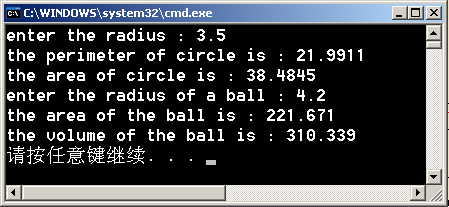 C:\WINDOWS\system32\cmd.exe
enter the radius : 3.5
the perimeter of circle is : 21.9911
the area of circle is : 38.4845
enter the radius of a ball : 4.2
the area of the ball is : 221.671
the volume of the ball is : 310.339
请按任意键继续. . .